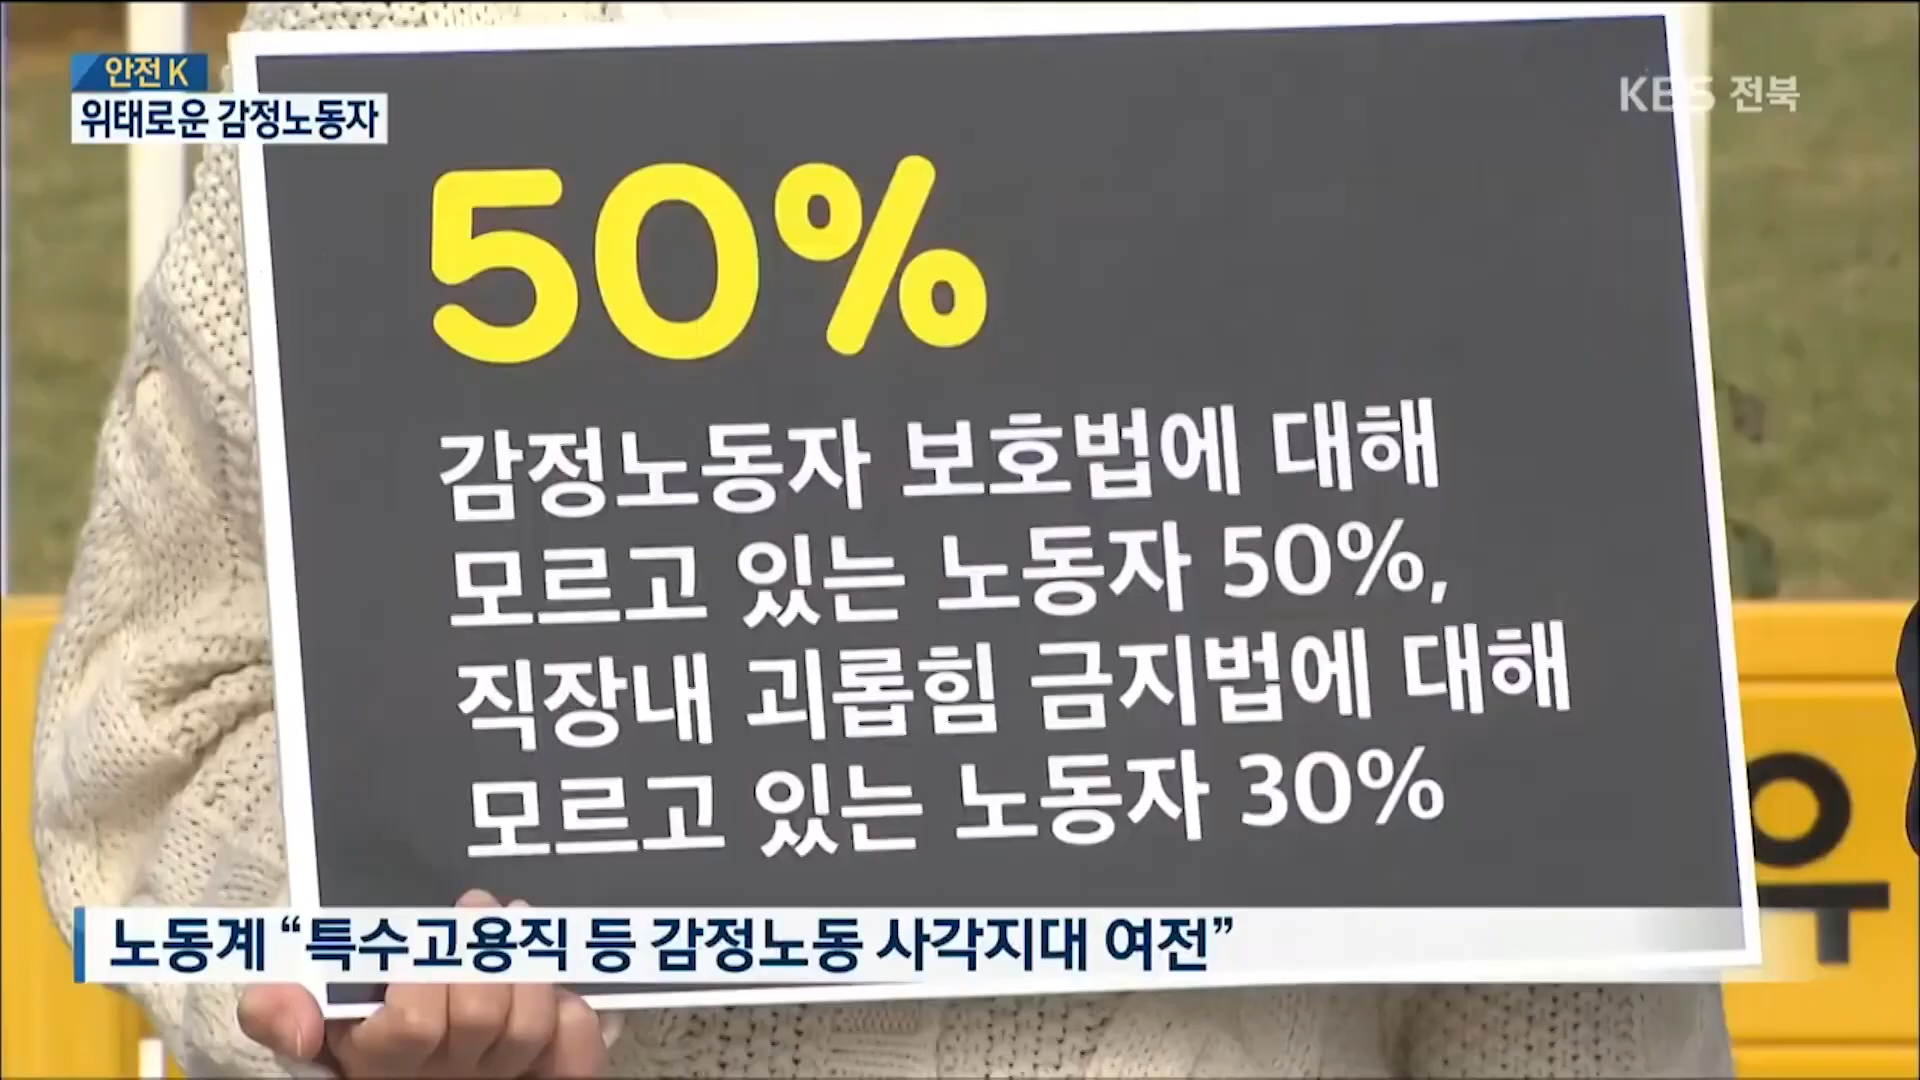 안전 K
위태로운 감정노동자
KBS 전북
50%
감정노동자 보호법에 대해
모르고 있는 노동자 50%,
직장내 괴롭힘 금지법에 대해
모르고 있는 노동자 30%
노동계 “특수고용직 등 감정노동 사각지대 여전”
우